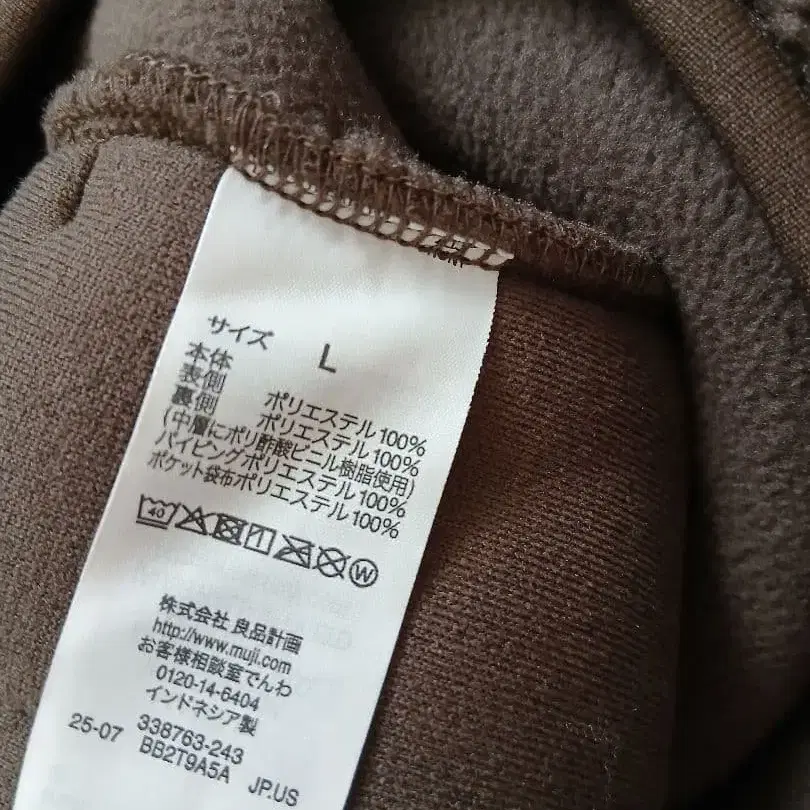 サイズ L
本体
表側 ポリエステル100%
裏側 ポリエステル100%
(中層にポリ酢酸ビニル樹脂使用)
パイピングポリエステル100%
ポケット袋布ポリエステル100%
40 W
株式会社 良品計画
http://www.muji.com
お客様相談室でんわ
0120-14-6404
インドネシア製
25-07 338763-243
BB2T9A5A JP.US